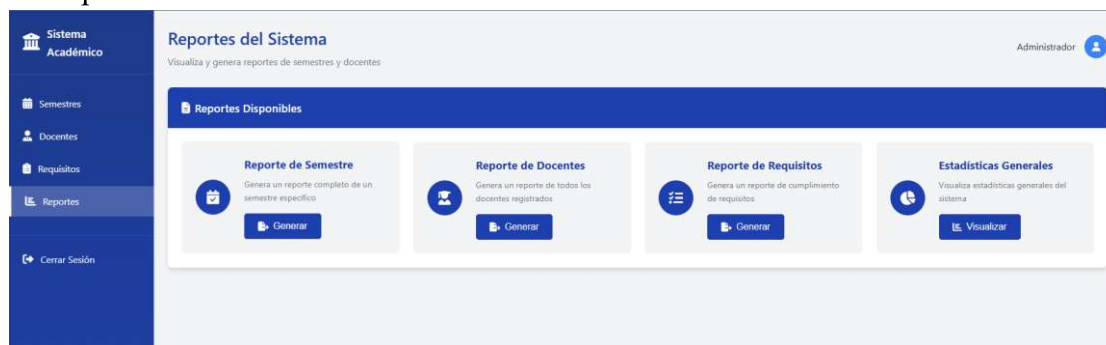 Sistema
Académico
Semestres
Docentes
Requisitos
Reportes
Cerrar Sesión
Reportes del Sistema
Visualiza y genera reportes de semestres y docentes
Administrador
Reportes Disponibles
Reporte de Semestre
Genera un reporte completo de un
semestre específico
Generar
Reporte de Docentes
Genera un reporte de todos los
docentes registrados
Generar
Reporte de Requisitos
Genera un reporte de cumplimiento
de requisitos
Generar
Estadísticas Generales
Visualiza estadísticas generales del
sistema
Visualizar